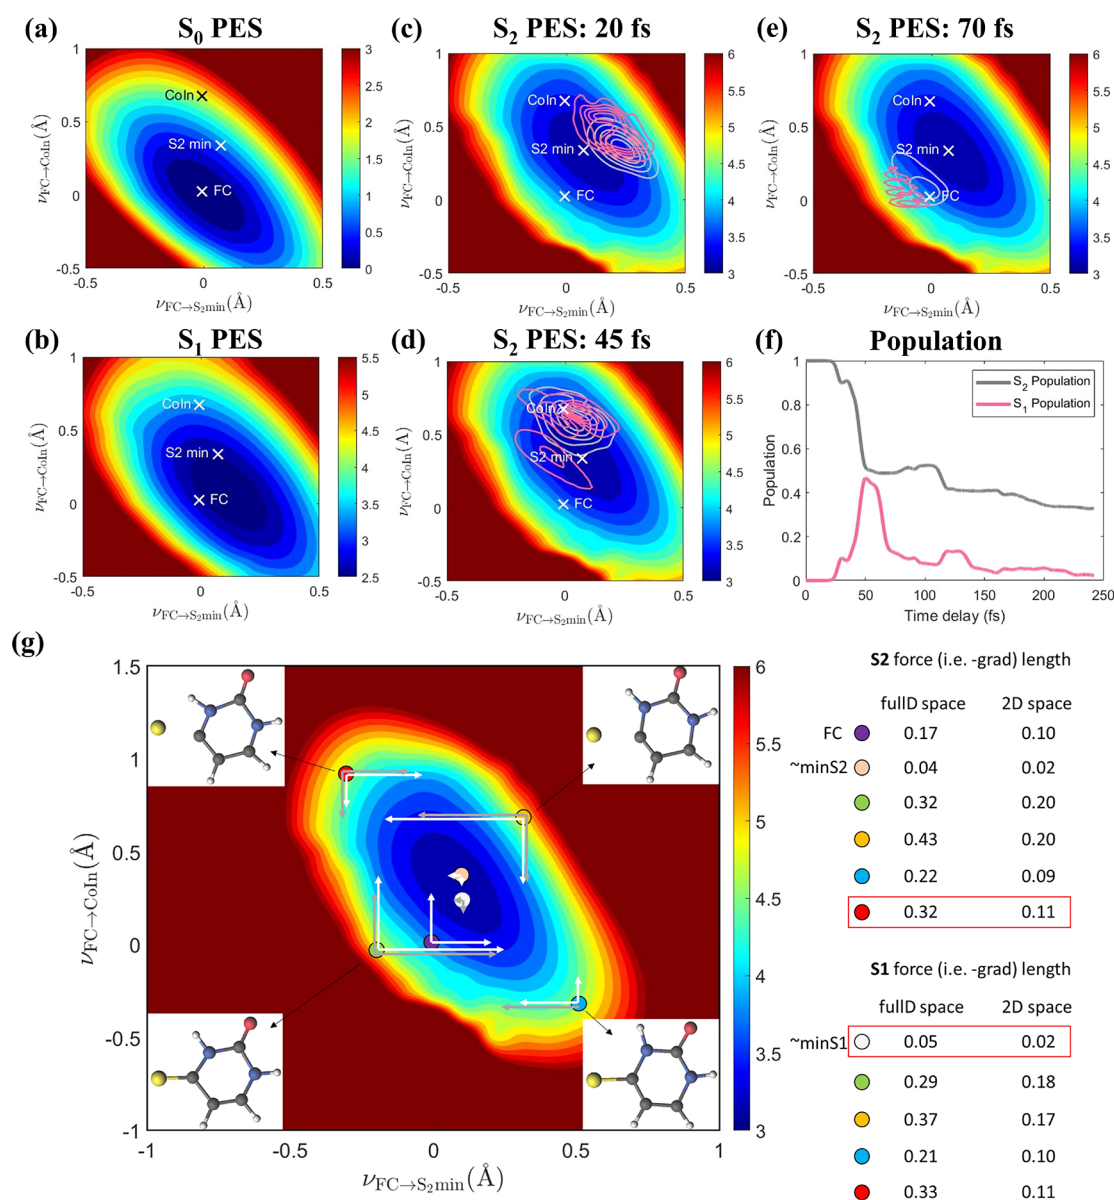 (a) S0 PES
(c) S2 PES: 20 fs
(e) S2 PES: 70 fs
νFC→CoIn(Å)
1
0.5
0
-0.5
CoIn
S2 min
FC
-0.5 0 0.5
νFC→S2min(Å)
3
2.5
2
1.5
1
0.5
0
νFC→CoIn(Å)
1
0.5
0
-0.5
CoIn
S2 min
FC
-0.5 0 0.5
νFC→S2min(Å)
6
5.5
5
4.5
4
3.5
3
νFC→CoIn(Å)
1
0.5
0
-0.5
CoIn
S2 min
FC
-0.5 0 0.5
νFC→S2min(Å)
6
5.5
5
4.5
4
3.5
3
(b) S1 PES
(d) S2 PES: 45 fs
(f) Population
νFC→CoIn(Å)
1
0.5
0
-0.5
CoIn
S2 min
FC
-0.5 0 0.5
νFC→S2min(Å)
5.5
5
4.5
4
3.5
3
2.5
νFC→CoIn(Å)
1
0.5
0
-0.5
CoIn
S2 min
FC
-0.5 0 0.5
νFC→S2min(Å)
6
5.5
5
4.5
4
3.5
3
Population
1
0.8
0.6
0.4
0.2
0
S2 Population
S1 Population
0 50 100 150 200 250
Time delay (fs)
(g)
νFC→CoIn(Å)
1.5
1
0.5
0
-0.5
-1
-1 -0.5 0 0.5 1
νFC→S2min(Å)
6
5.5
5
4.5
4
3.5
3
S2 force (i.e. -grad) length
fullD space 2D space
FC 0.17 0.10
~minS2 0.04 0.02
0.32 0.20
0.43 0.20
0.22 0.09
0.32 0.11
S1 force (i.e. -grad) length
fullD space 2D space
~minS1 0.05 0.02
0.29 0.18
0.37 0.17
0.21 0.10
0.33 0.11